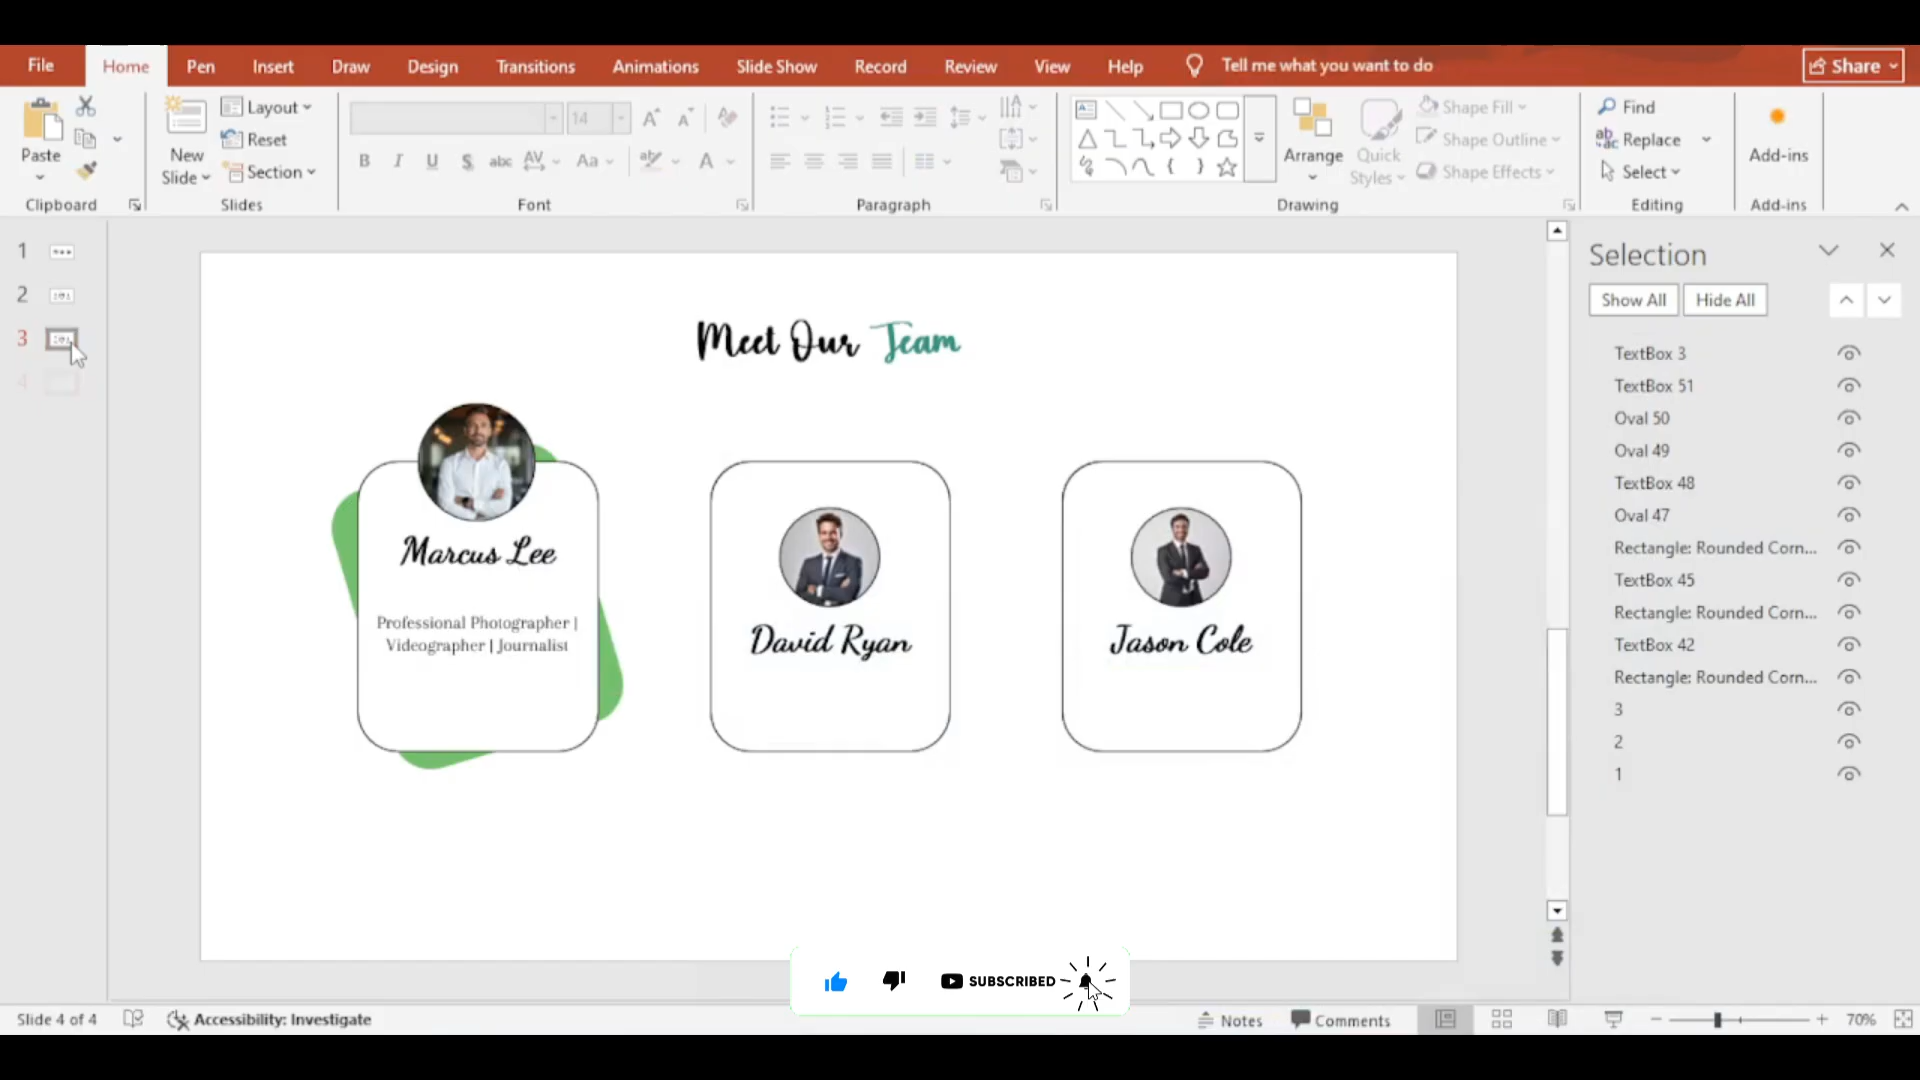 File Home Pen Insert Draw Design Transitions Animations Slide Show Record Review View Help Tell me what you want to do Share
Paste
Clipboard
New Slide
Layout
Reset
Section
Slides
14
B I U S abc AV Aa A
Font
Paragraph
Arrange
Quick Styles
Shape Fill
Shape Outline
Shape Effects
Drawing
Find
Replace
Select
Editing
Add-ins
Add-ins
1
2
3
4
Meet Our Team
Marcus Lee
Professional Photographer |
Videographer | Journalist
David Ryan
Jason Cole
Selection
Show All Hide All
TextBox 3
TextBox 51
Oval 50
Oval 49
TextBox 48
Oval 47
Rectangle: Rounded Corn...
TextBox 45
Rectangle: Rounded Corn...
TextBox 42
Rectangle: Rounded Corn...
3
2
1
SUBSCRIBED
Slide 4 of 4 Accessibility: Investigate Notes Comments 70%